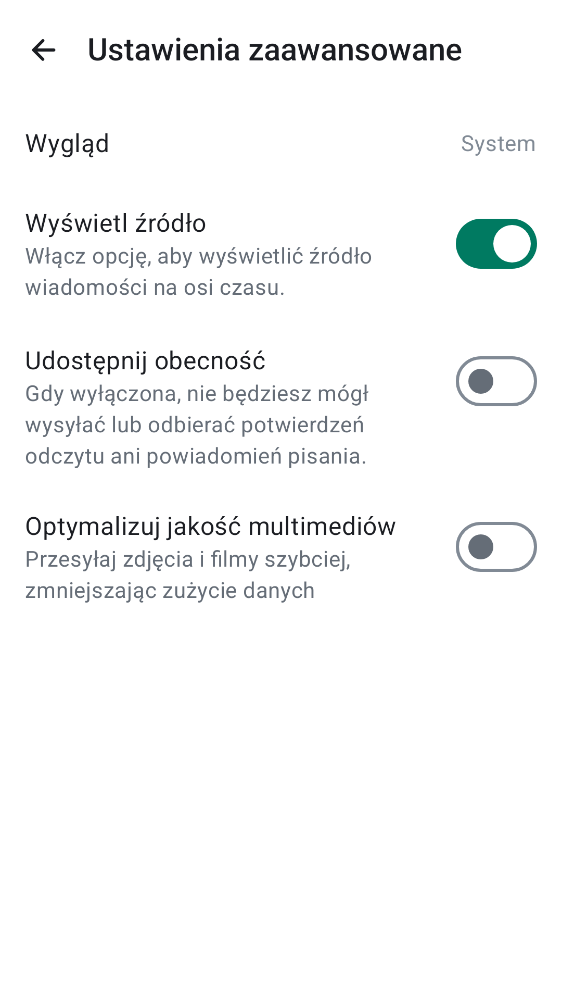 Ustawienia zaawansowane
Wygląd
System
Wyświetl źródło
Włącz opcję, aby wyświetlić źródło
wiadomości na osi czasu.
Udostępnij obecność
Gdy wyłączona, nie będziesz mógł
wysyłać lub odbierać potwierdzeń
odczytu ani powiadomień pisania.
Optymalizuj jakość multimediów
Przesyłaj zdjęcia i filmy szybciej,
zmniejszając zużycie danych